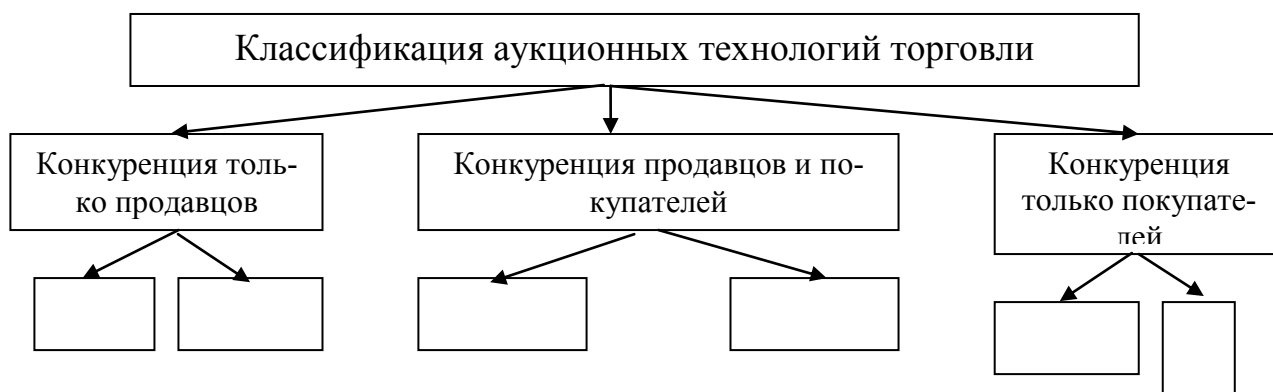 Классификация аукционных технологий торговли
Конкуренция толь-
ко продавцов
Конкуренция продавцов и по-
купателей
Конкуренция
только покупате-
лей